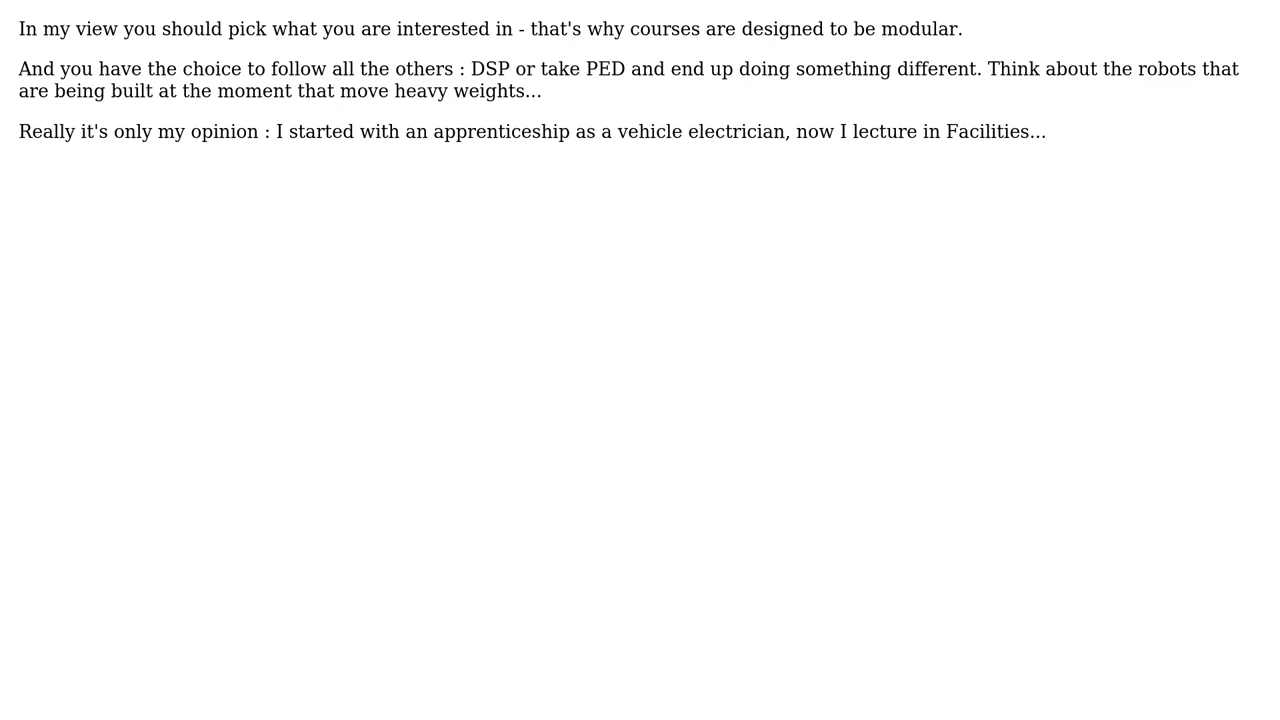 In my view you should pick what you are interested in - that's why courses are designed to be modular.
And you have the choice to follow all the others : DSP or take PED and end up doing something different. Think about the robots that
are being built at the moment that move heavy weights...
Really it's only my opinion : I started with an apprenticeship as a vehicle electrician, now I lecture in Facilities...